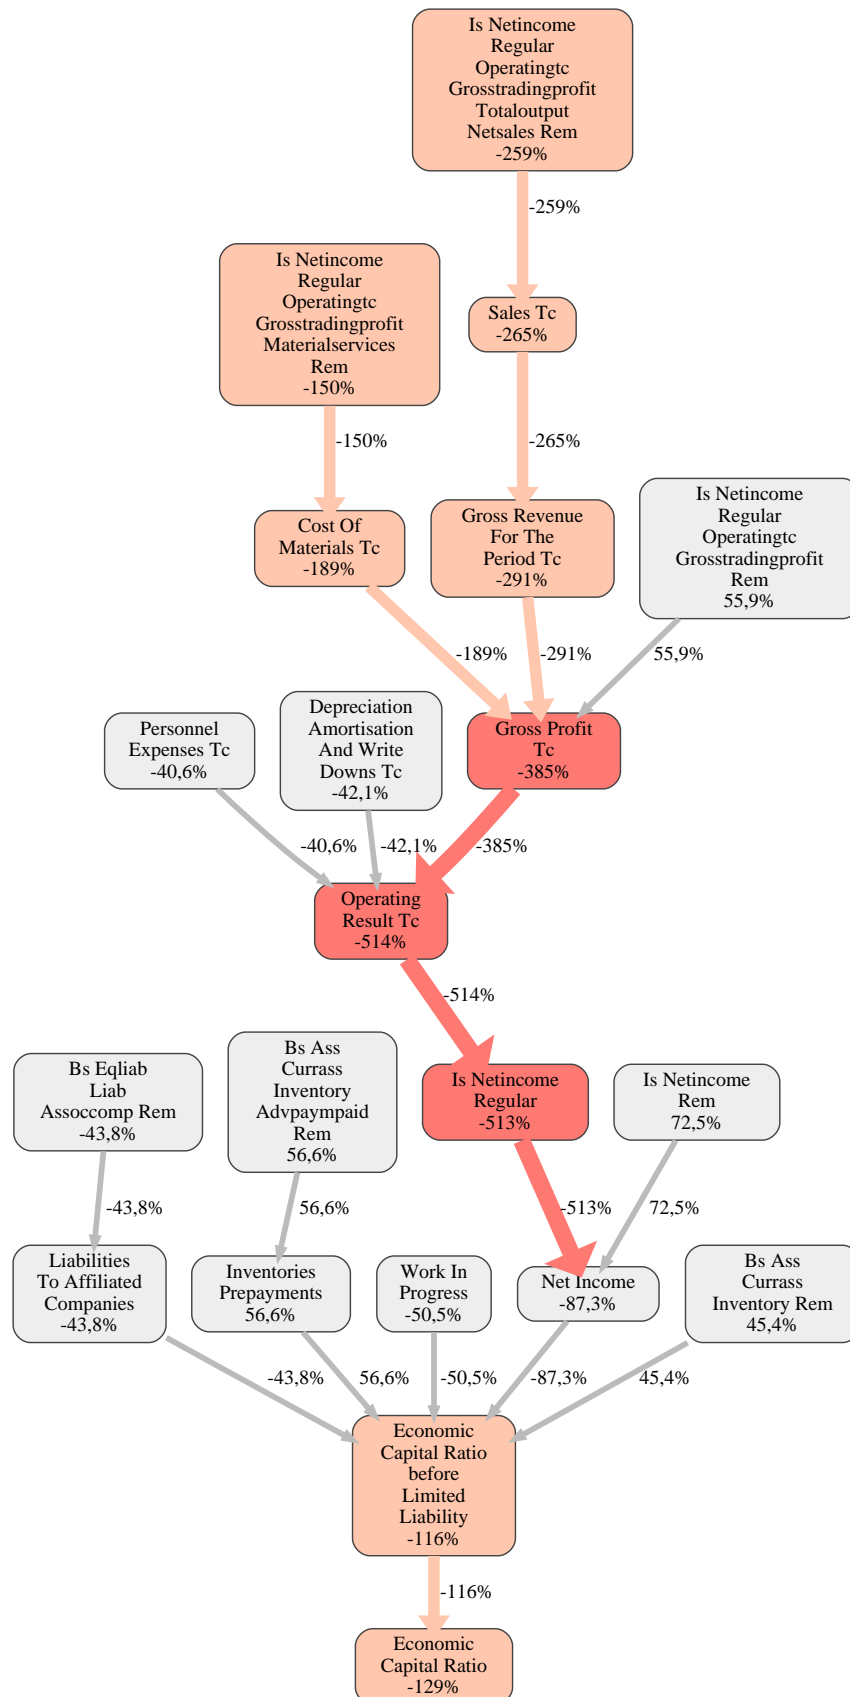 Is Netincome
Regular
Operatingtc
Grosstradingprofit
Totaloutput
Netsales Rem
-259%
-259%
Is Netincome
Regular
Operatingtc
Grosstradingprofit
Materialservices
Rem
-150%
Sales Tc
-265%
-150%
-265%
Is Netincome
Regular
Operatingtc
Grosstradingprofit
Rem
55,9%
Cost Of
Materials Tc
-189%
Gross Revenue
For The
Period Tc
-291%
-189%
-291%
55,9%
Personnel
Expenses Tc
-40,6%
Depreciation
Amortisation
And Write
Downs Tc
-42,1%
Gross Profit
Tc
-385%
-40,6%
-42,1%
-385%
Operating
Result Tc
-514%
-514%
Bs Eqliab
Liab
Assoccomp Rem
-43,8%
Bs Ass
Currass
Inventory
Advpaympaid
Rem
56,6%
Is Netincome
Regular
-513%
Is Netincome
Rem
72,5%
-43,8%
56,6%
-513%
72,5%
Liabilities
To Affiliated
Companies
-43,8%
Inventories
Prepayments
56,6%
Work In
Progress
-50,5%
Net Income
-87,3%
Bs Ass
Currass
Inventory Rem
45,4%
-43,8%
56,6%
-50,5%
-87,3%
45,4%
Economic
Capital Ratio
before
Limited
Liability
-116%
-116%
Economic
Capital Ratio
-129%